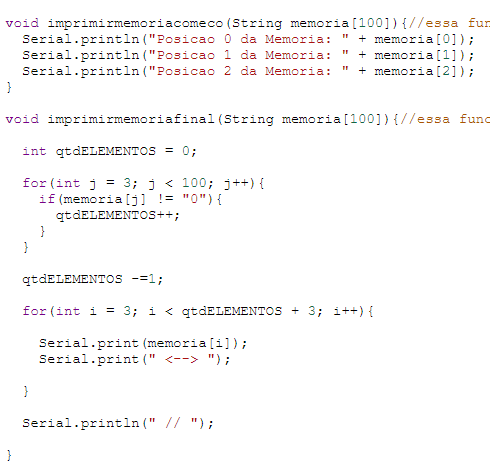 void imprimirmemoriacomeco(String memoria[100]){//essa fun
  Serial.println("Posicao 0 da Memoria: " + memoria[0]);
  Serial.println("Posicao 1 da Memoria: " + memoria[1]);
  Serial.println("Posicao 2 da Memoria: " + memoria[2]);
}
void imprimirmemoriafinal(String memoria[100]){//essa func
  int qtdELEMENTOS = 0;
  for(int j = 3; j < 100; j++){
    if(memoria[j] != "0"){
      qtdELEMENTOS++;
    }
  }
  qtdELEMENTOS -=1;
  for(int i = 3; i < qtdELEMENTOS + 3; i++){
    Serial.print(memoria[i]);
    Serial.print(" <--> ");
  }
  Serial.println(" // ");
}